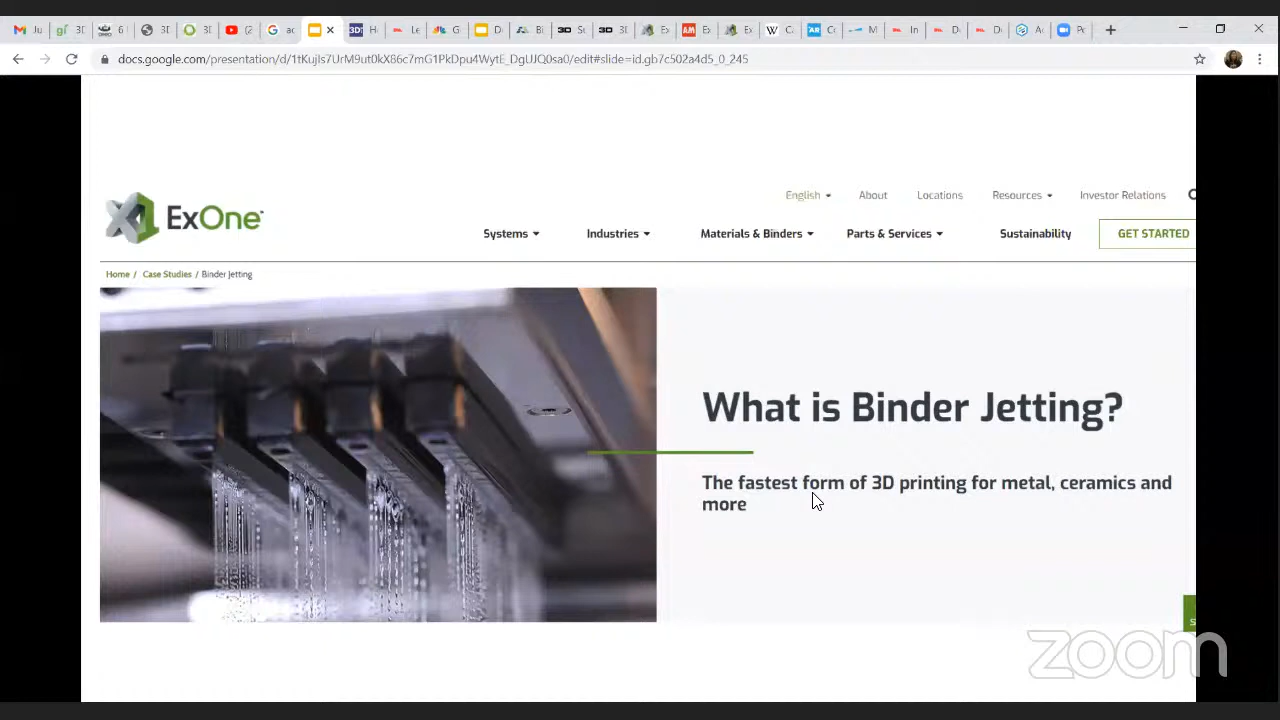 docs.google.com/presentation/d/1tKujIs7UrM9ut0kX86c7mG1PkDpu4WytE_DgUJQ0sa0/edit#slide=id.gb7c502a4d5_0_245
English About Locations Resources Investor Relations
ExOne
Systems Industries Materials & Binders Parts & Services Sustainability GET STARTED
Home / Case Studies / Binder Jetting
What is Binder Jetting?
The fastest form of 3D printing for metal, ceramics and
more
zoom